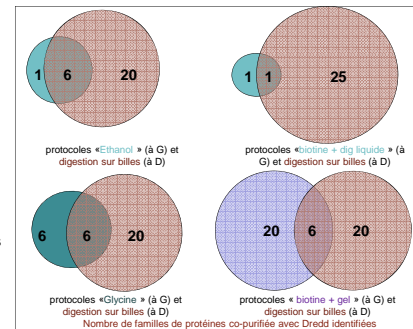 1 6 20
1 1 25
protocoles «Ethanol » (à G) et
digestion sur billes (à D)
protocoles «biotine + dig liquide » (à
G) et digestion sur billes (à D)
6 6 20
20 6 20
protocoles «Glycine » (à G) et
digestion sur billes (à D)
protocoles « biotine + gel » (à G) et
digestion sur billes (à D)
Nombre de familles de protéines co-purifiée avec Dredd identifiées
s